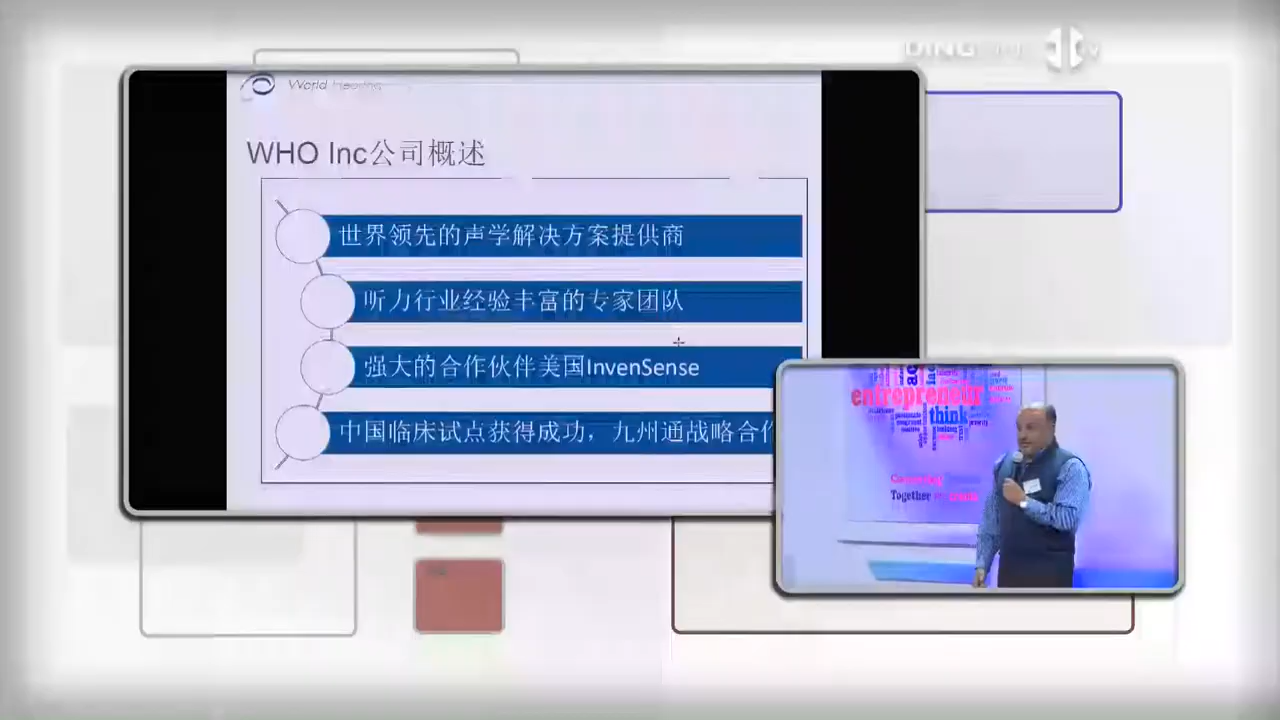 DING TV
World Hearing
WHO Inc公司概述
世界领先的声学解决方案提供商
听力行业经验丰富的专家团队
强大的合作伙伴美国InvenSense
中国临床试点获得成功，九州通战略合作
entrepreneur
think
Together